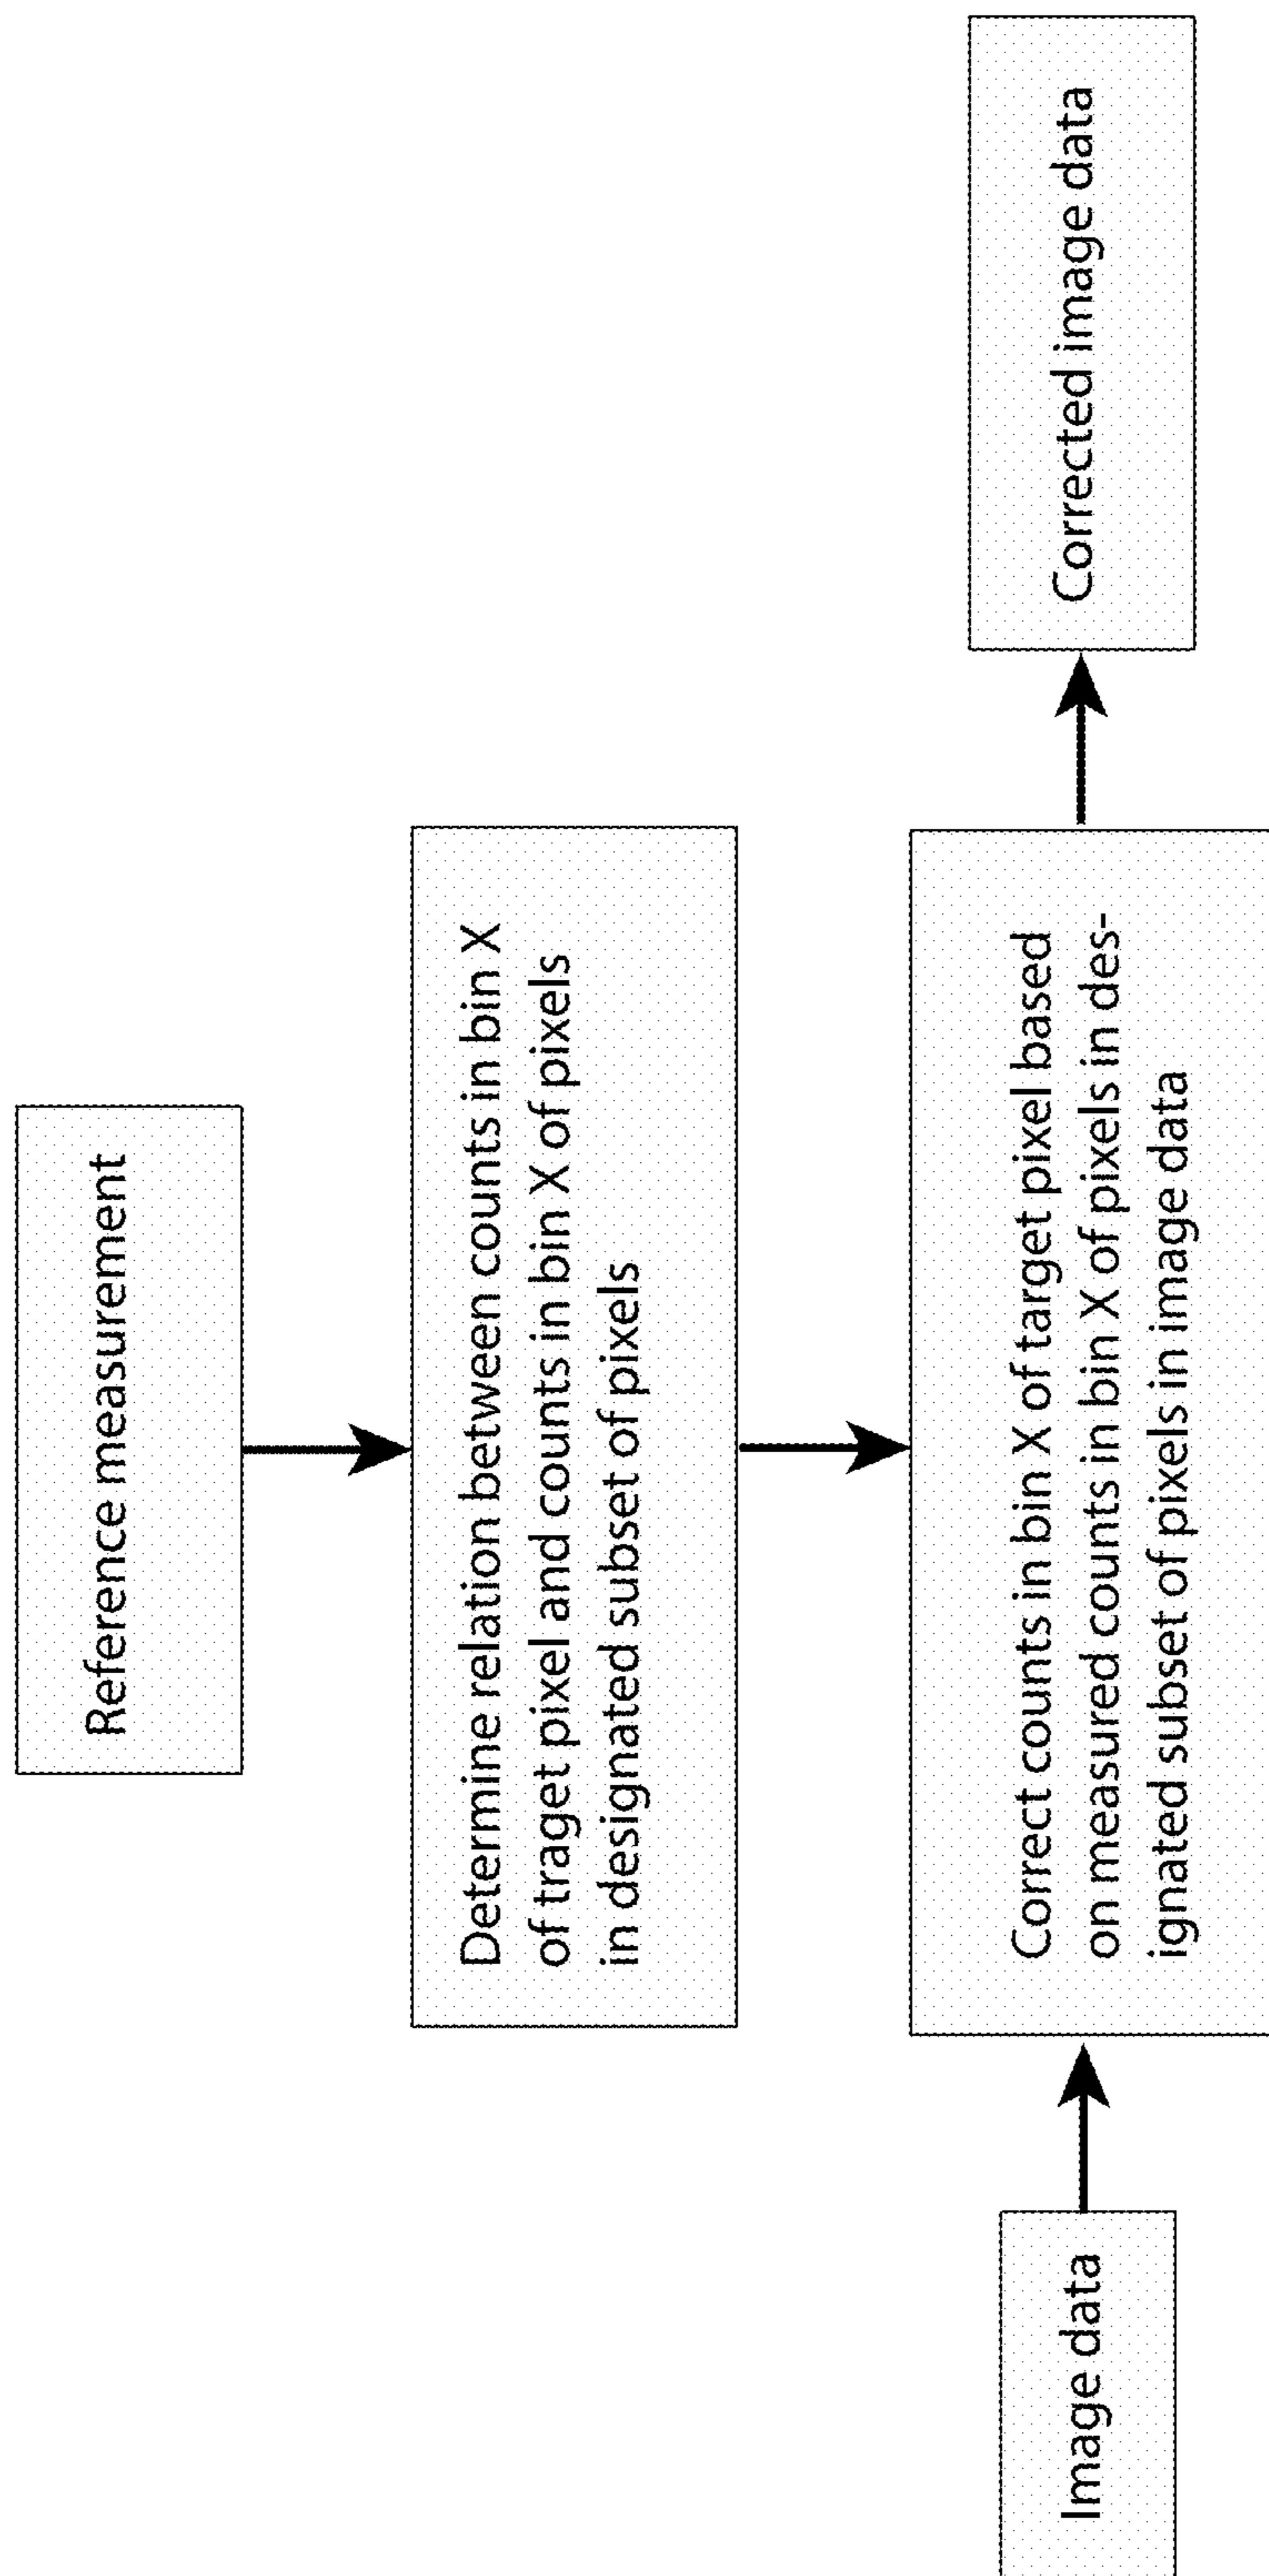 Reference measurement
Determine relation between counts in bin X
of traget pixel and counts in bin X of pixels
in designated subset of pixels
Image data
Correct counts in bin X of target pixel based
on measured counts in bin X of pixels in des-
ignated subset of pixels in image data
Corrected image data